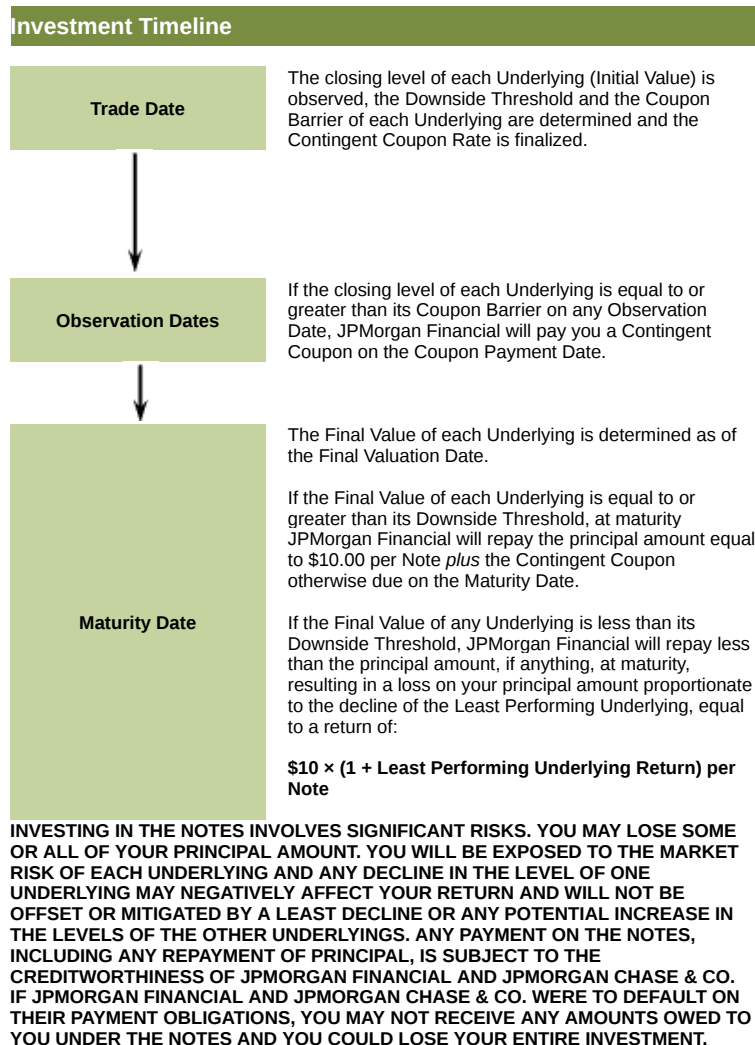 Investment Timeline
Trade Date
The closing level of each Underlying (Initial Value) is
observed, the Downside Threshold and the Coupon
Barrier of each Underlying are determined and the
Contingent Coupon Rate is finalized.
Observation Dates
If the closing level of each Underlying is equal to or
greater than its Coupon Barrier on any Observation
Date, JPMorgan Financial will pay you a Contingent
Coupon on the Coupon Payment Date.
Maturity Date
The Final Value of each Underlying is determined as of
the Final Valuation Date.
If the Final Value of each Underlying is equal to or
greater than its Downside Threshold, at maturity
JPMorgan Financial will repay the principal amount equal
to $10.00 per Note plus the Contingent Coupon
otherwise due on the Maturity Date.
If the Final Value of any Underlying is less than its
Downside Threshold, JPMorgan Financial will repay less
than the principal amount, if anything, at maturity,
resulting in a loss on your principal amount proportionate
to the decline of the Least Performing Underlying, equal
to a return of:
$10 × (1 + Least Performing Underlying Return) per
Note
INVESTING IN THE NOTES INVOLVES SIGNIFICANT RISKS. YOU MAY LOSE SOME
OR ALL OF YOUR PRINCIPAL AMOUNT. YOU WILL BE EXPOSED TO THE MARKET
RISK OF EACH UNDERLYING AND ANY DECLINE IN THE LEVEL OF ONE
UNDERLYING MAY NEGATIVELY AFFECT YOUR RETURN AND WILL NOT BE
OFFSET OR MITIGATED BY A LEAST DECLINE OR ANY POTENTIAL INCREASE IN
THE LEVELS OF THE OTHER UNDERLYINGS. ANY PAYMENT ON THE NOTES,
INCLUDING ANY REPAYMENT OF PRINCIPAL, IS SUBJECT TO THE
CREDITWORTHINESS OF JPMORGAN FINANCIAL AND JPMORGAN CHASE & CO.
IF JPMORGAN FINANCIAL AND JPMORGAN CHASE & CO. WERE TO DEFAULT ON
THEIR PAYMENT OBLIGATIONS, YOU MAY NOT RECEIVE ANY AMOUNTS OWED TO
YOU UNDER THE NOTES AND YOU COULD LOSE YOUR ENTIRE INVESTMENT.